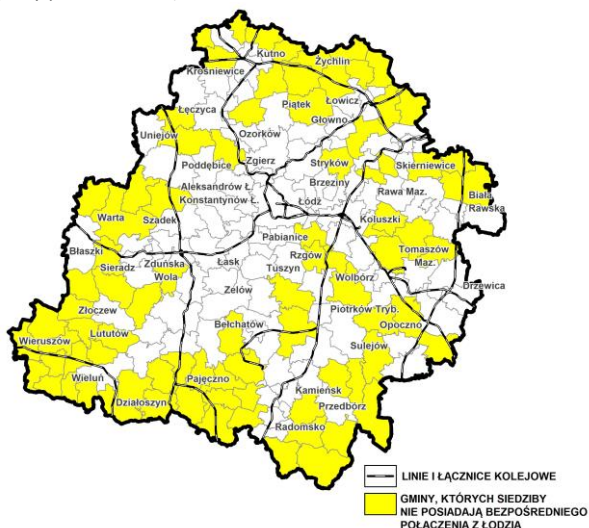 Kutno
Żychlin
Krośniewice
Łęczyca
Piątek
Łowicz
Głowno
Uniejów
Ozorków
Poddębice
Zgierz
Stryków
Skierniewice
Aleksandrów Ł.
Brzeziny
Rawa Maz.
Biała
Rawska
Konstantynów Ł.
Łódź
Warta
Szadek
Koluszki
Błaszki
Sieradz
Zduńska
Wola
Łask
Pabianice
Rzgów
Tuszyn
Tomaszów
Maz.
Wolbórz
Drzewica
Zelów
Złoczew
Lututów
Bełchatów
Piotrków Tryb.
Opoczno
Sulejów
Wieruszów
Wieluń
Pajęczno
Działoszyn
Kamieńsk
Przedbórz
Radomsko
LINIE I ŁĄCZNICE KOLEJOWE
GMINY, KTÓRYCH SIEDZIBY
NIE POSIADAJĄ BEZPOŚREDNIEGO
POŁĄCZENIA Z ŁODZIĄ